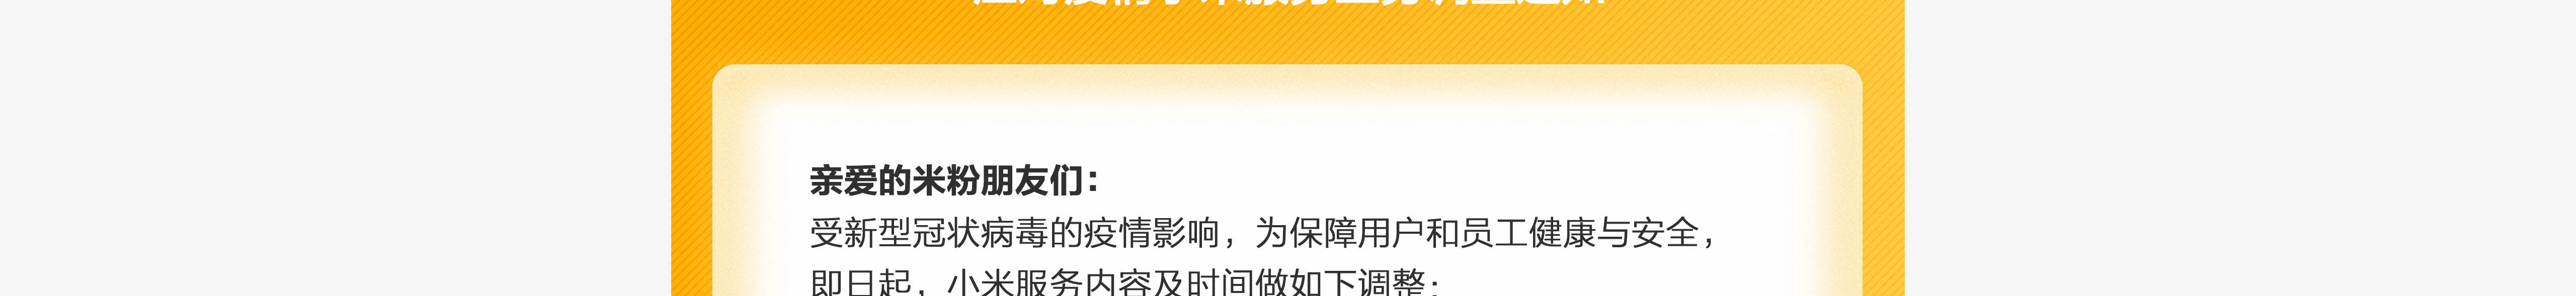 亲爱的米粉朋友们：
受新型冠状病毒的疫情影响，为保障用户和员工健康与安全，
即日起，小米服务内容及时间做如下调整：